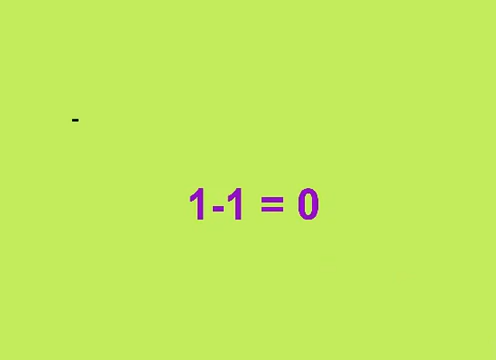 -
1-1 = 0